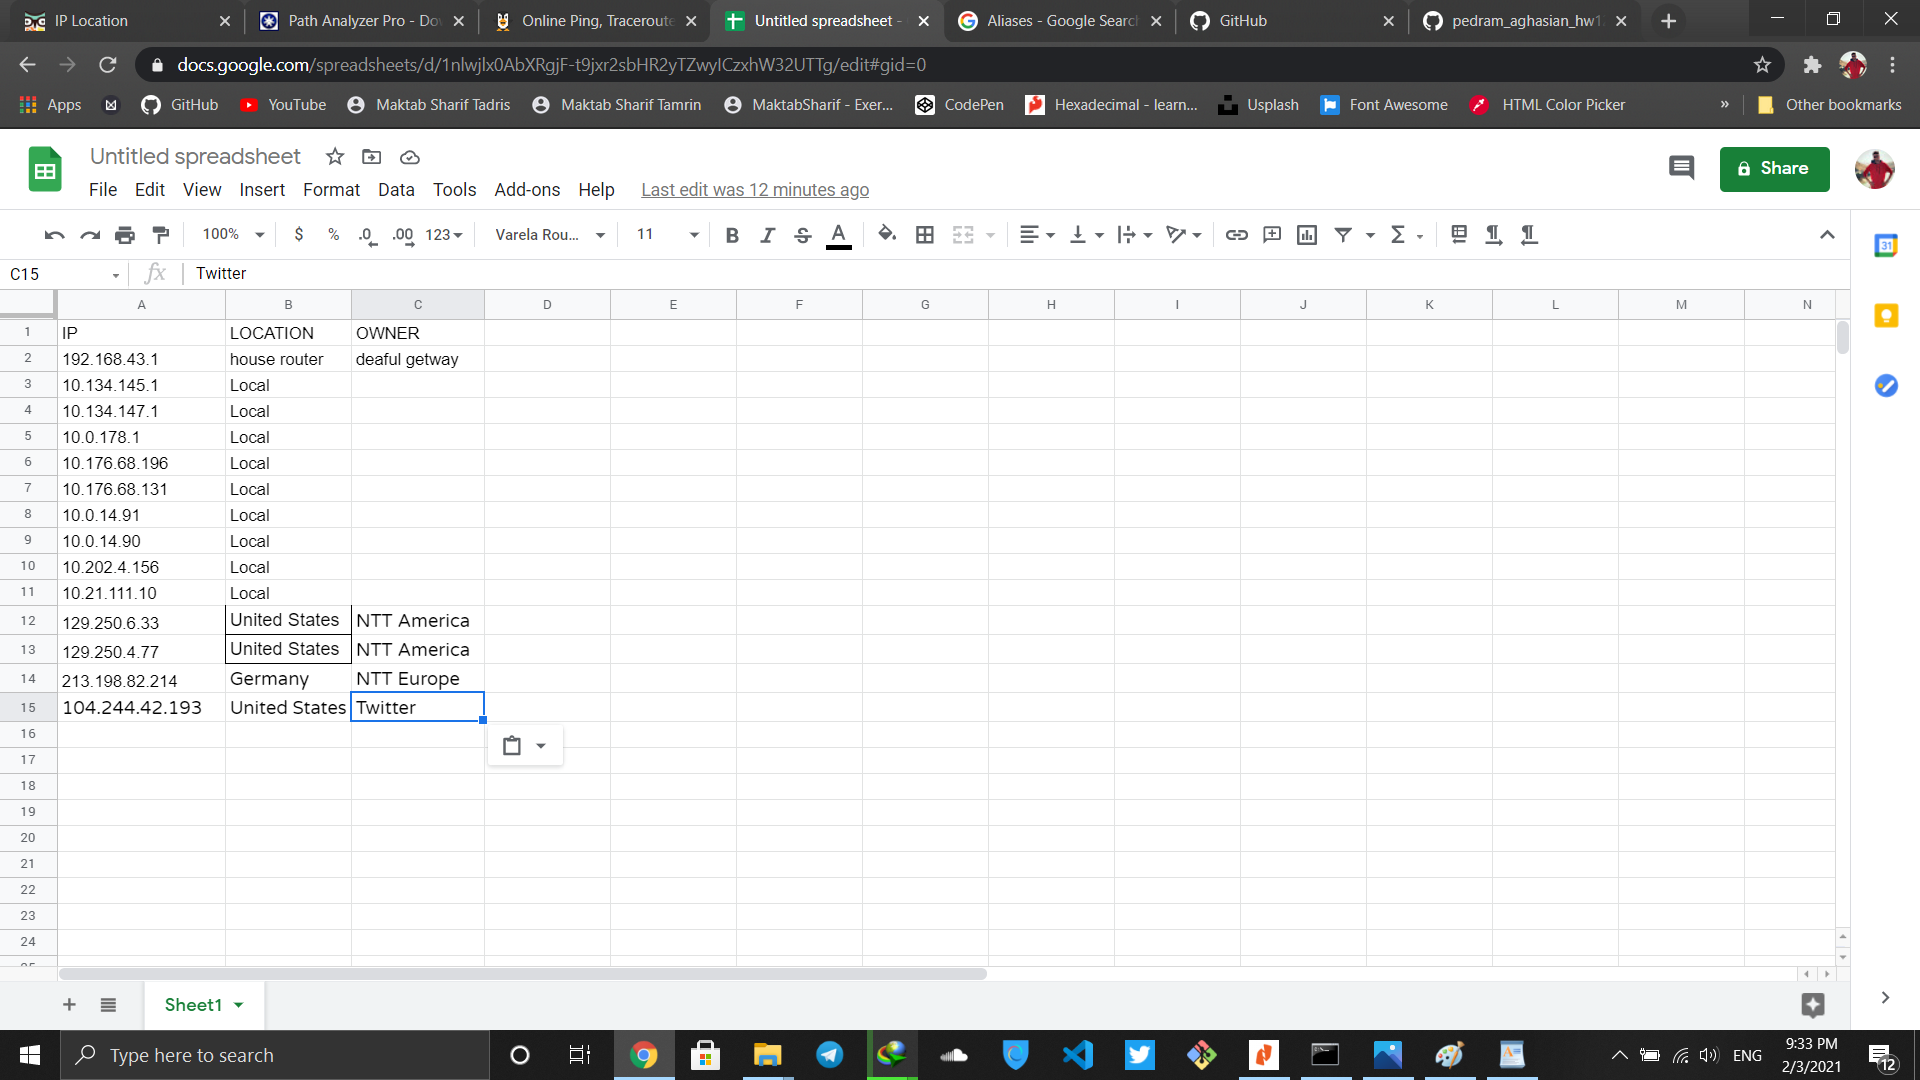 IP Location
Path Analyzer Pro - Do
Online Ping, Traceroute
Untitled spreadsheet -
Aliases - Google Search
GitHub
pedram_aghasian_hw1
docs.google.com/spreadsheets/d/1nlwjlx0AbXRgjF-t9jxr2sbHR2yTZwyICzxhW32UTTg/edit#gid=0
Apps GitHub YouTube Maktab Sharif Tadris Maktab Sharif Tamrin MaktabSharif - Exer... CodePen Hexadecimal - learn... Usplash Font Awesome HTML Color Picker » Other bookmarks
Untitled spreadsheet
File Edit View Insert Format Data Tools Add-ons Help Last edit was 12 minutes ago
Share
100% $ % .0 .00 123 Varela Rou... 11 B I S A
31
C15 fx Twitter
A B C D E F G H I J K L M N
1 IP LOCATION OWNER
2 192.168.43.1 house router deaful getway
3 10.134.145.1 Local
4 10.134.147.1 Local
5 10.0.178.1 Local
6 10.176.68.196 Local
7 10.176.68.131 Local
8 10.0.14.91 Local
9 10.0.14.90 Local
10 10.202.4.156 Local
11 10.21.111.10 Local
12 129.250.6.33 United States NTT America
13 129.250.4.77 United States NTT America
14 213.198.82.214 Germany NTT Europe
15 104.244.42.193 United States Twitter
16
17
18
19
20
21
22
23
24
25
Sheet1
Type here to search
ENG
9:33 PM
2/3/2021
12